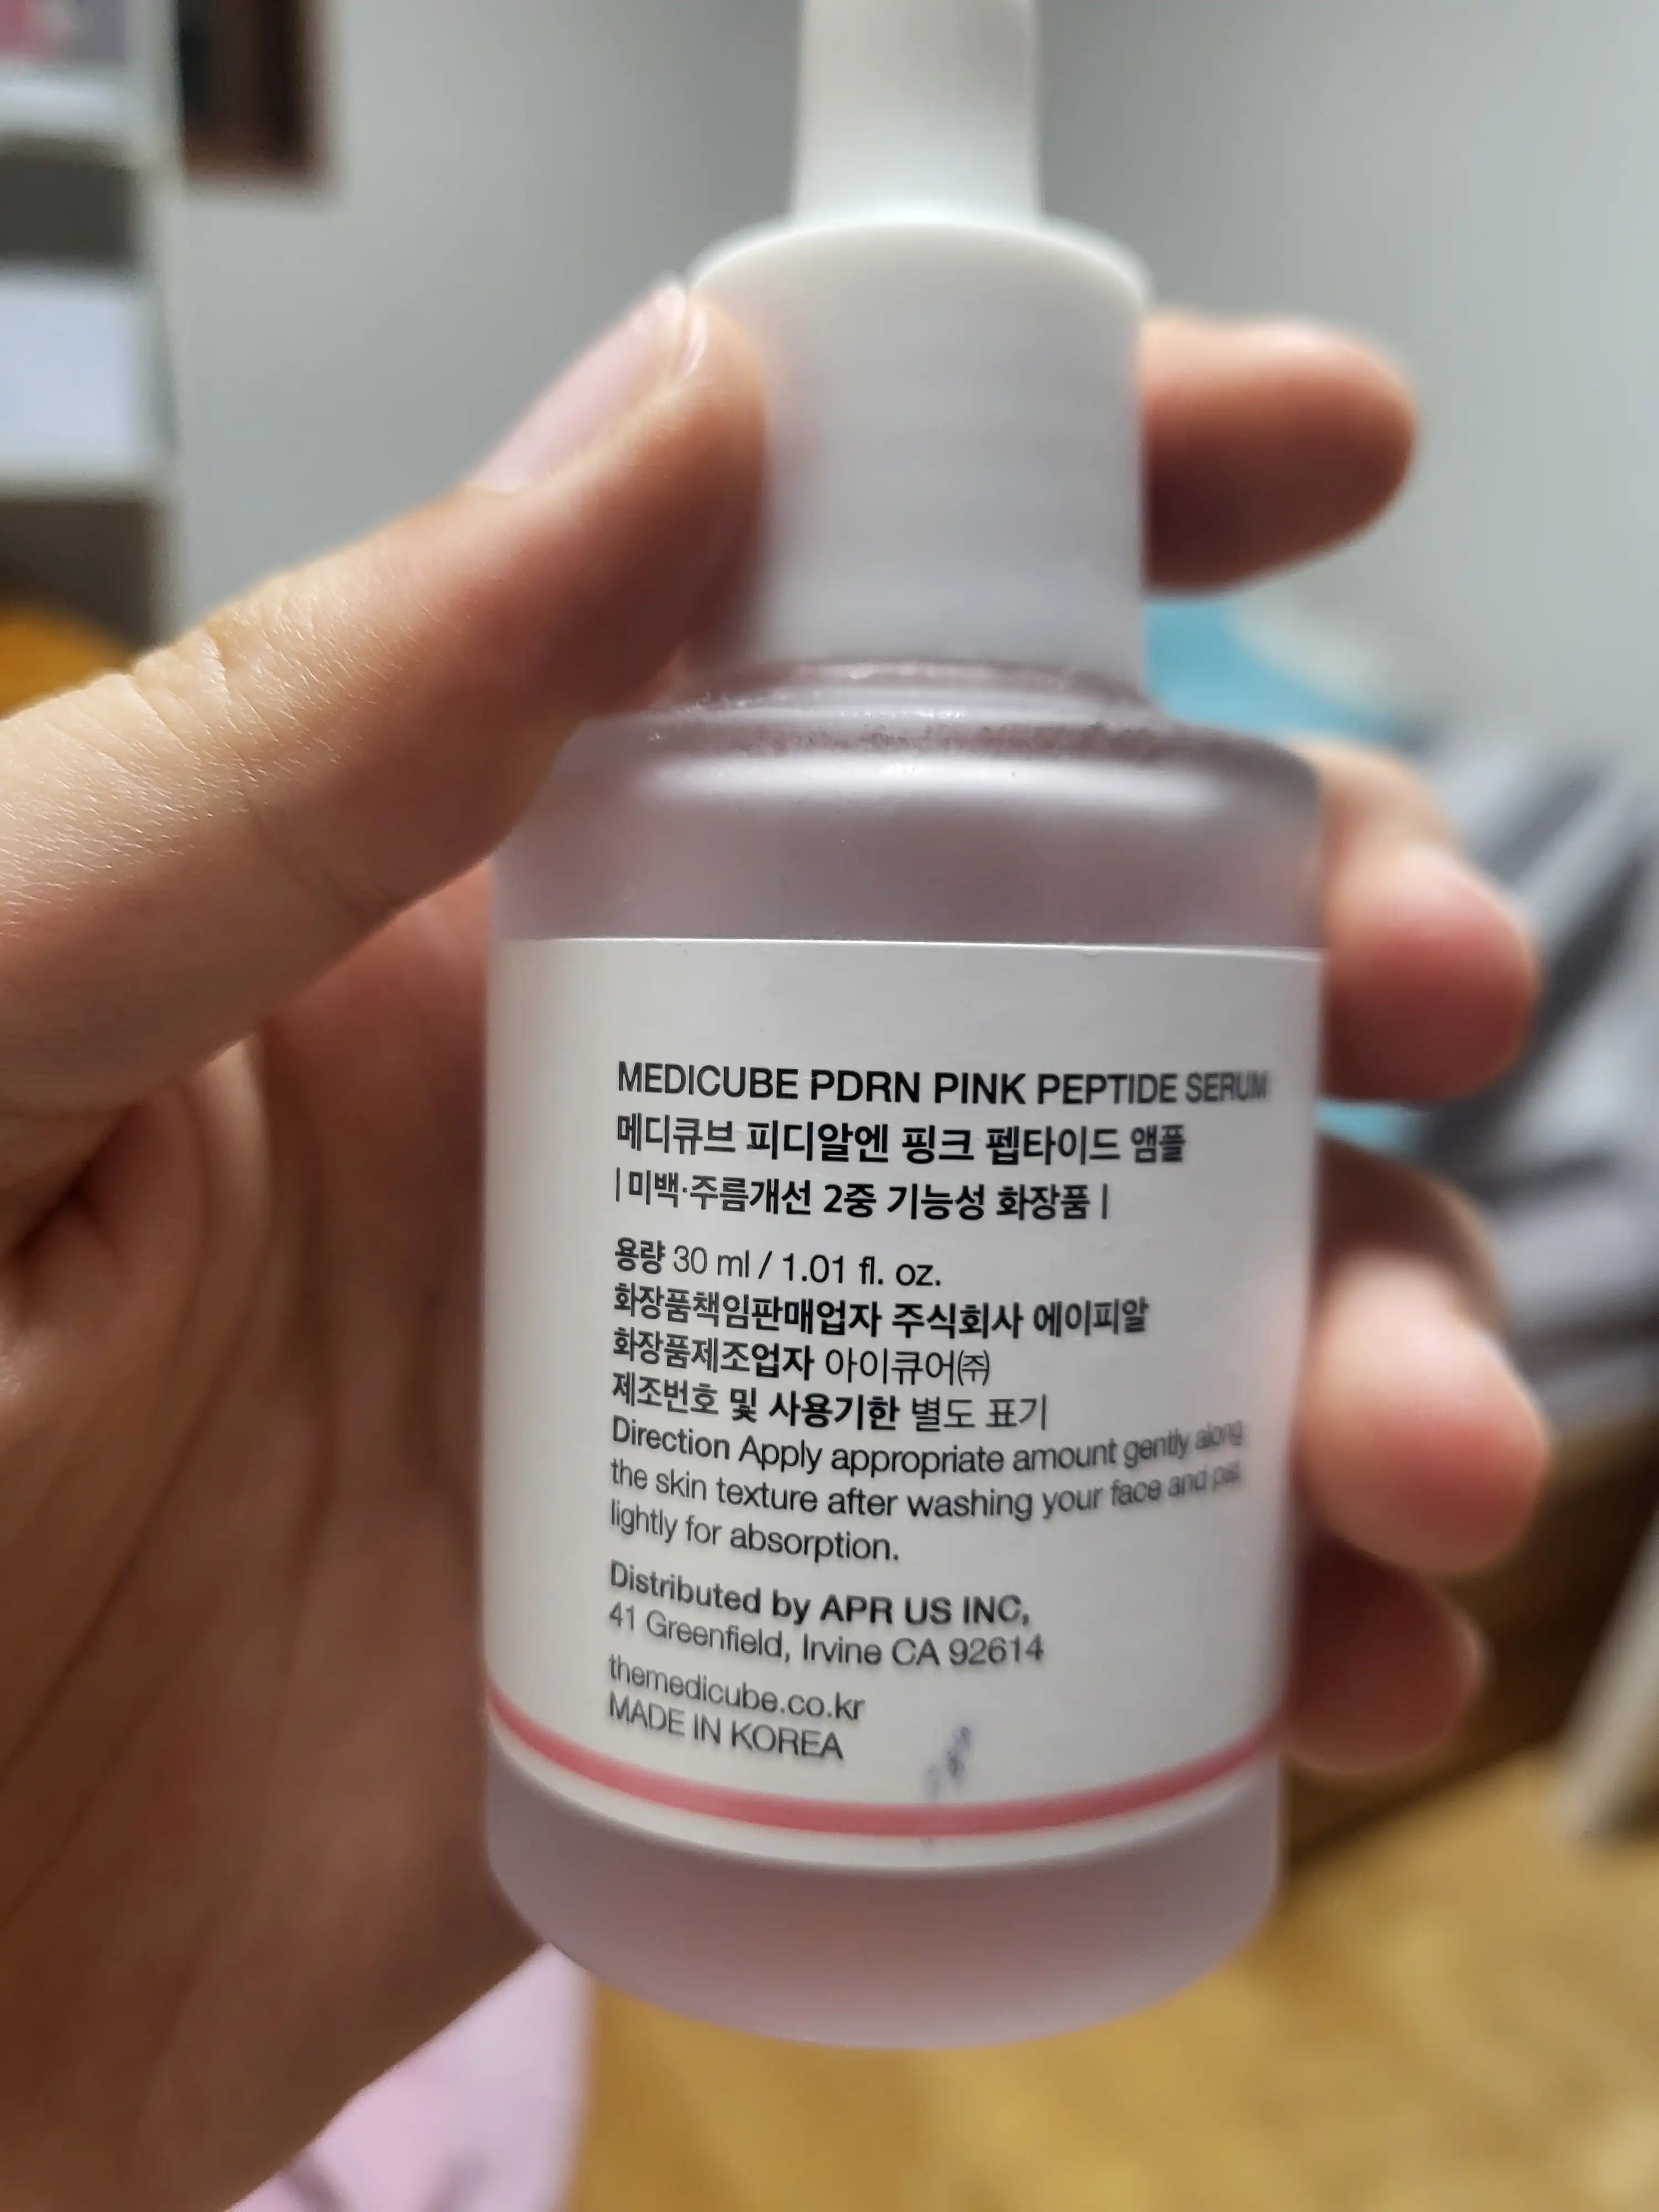 MEDICUBE PDRN PINK PEPTIDE SERUM
메디큐브 피디알엔 핑크 펩타이드 앰플
| 미백·주름개선 2중 기능성 화장품 |
용량 30 ml / 1.01 fl. oz.
화장품책임판매업자 주식회사 에이피알
화장품제조업자 아이큐어㈜
제조번호 및 사용기한 별도 표기
Direction Apply appropriate amount gently along
the skin texture after washing your face and pat
lightly for absorption.
Distributed by APR US INC,
41 Greenfield, Irvine CA 92614
themedicube.co.kr
MADE IN KOREA